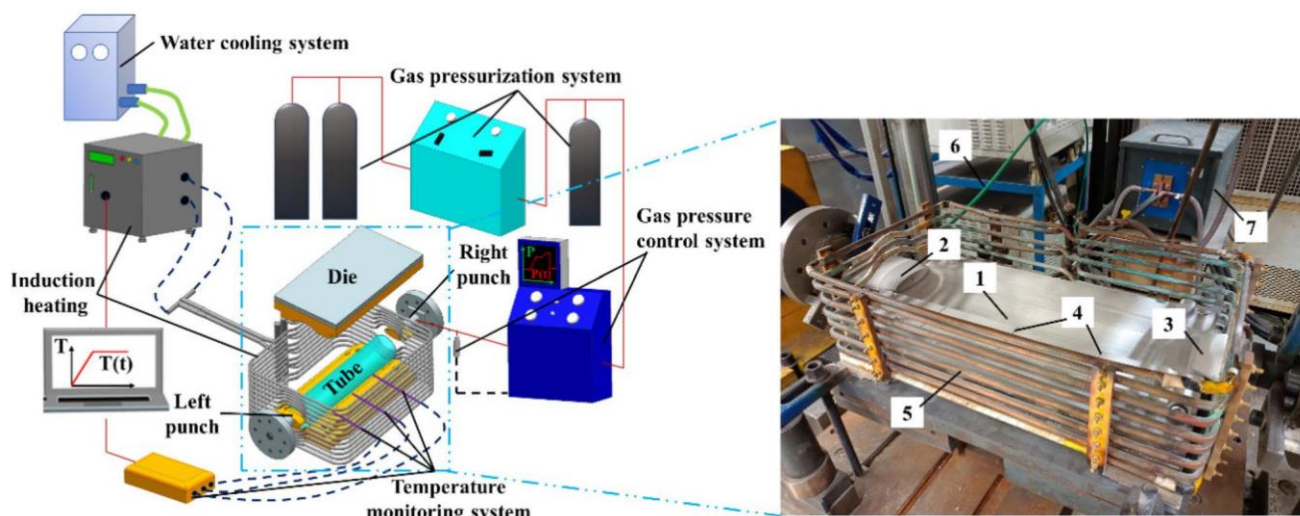 Water cooling system
Gas pressurization system
Gas pressure
control system
Right
punch
Die
Induction
heating
P
P(t)
T
T(t)
Tube
Left
punch
Temperature
monitoring system
6
7
2
1
4
3
5